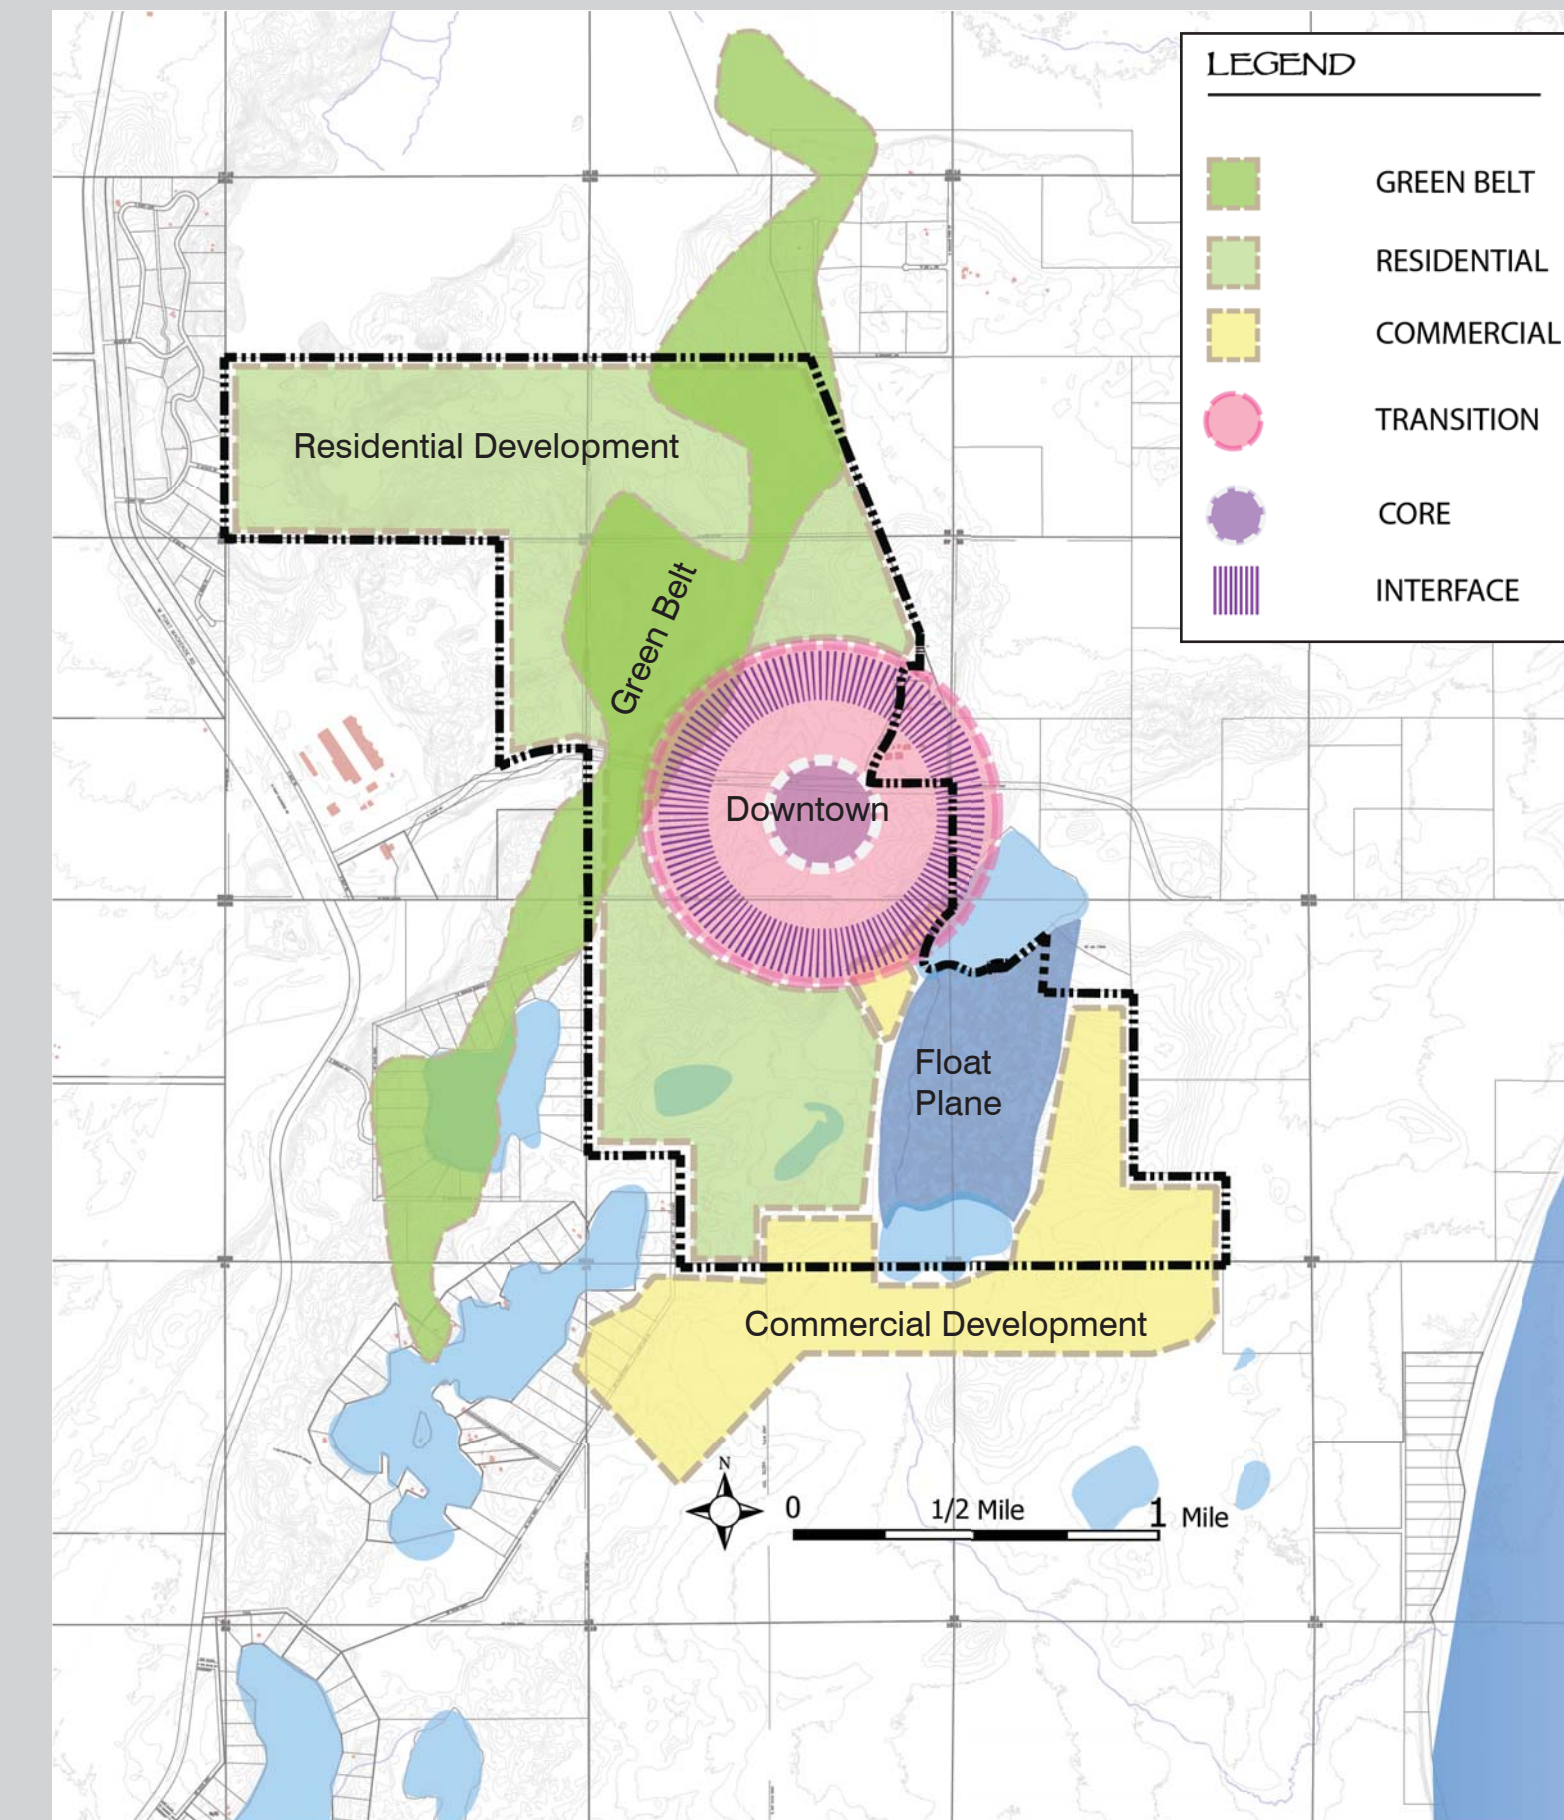 LEGEND
GREEN BELT
RESIDENTIAL
COMMERCIAL
TRANSITION
CORE
INTERFACE
Residential Development
Green Belt
Downtown
Float
Plane
Commercial Development
N
0
1/2 Mile
1 Mile